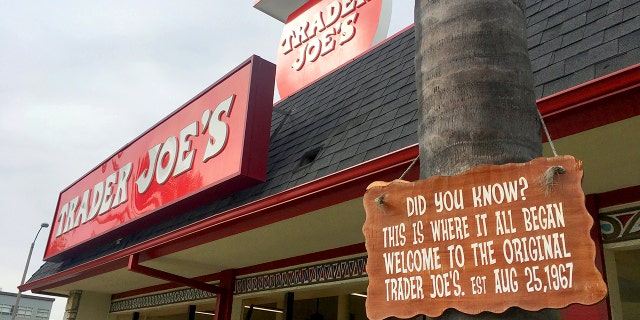 TRADER
JOE'S
TRADER JOE'S
DID YOU KNOW?
THIS IS WHERE IT ALL BEGAN
WELCOME TO THE ORIGINAL
TRADER JOE'S. EST AUG 25,1967